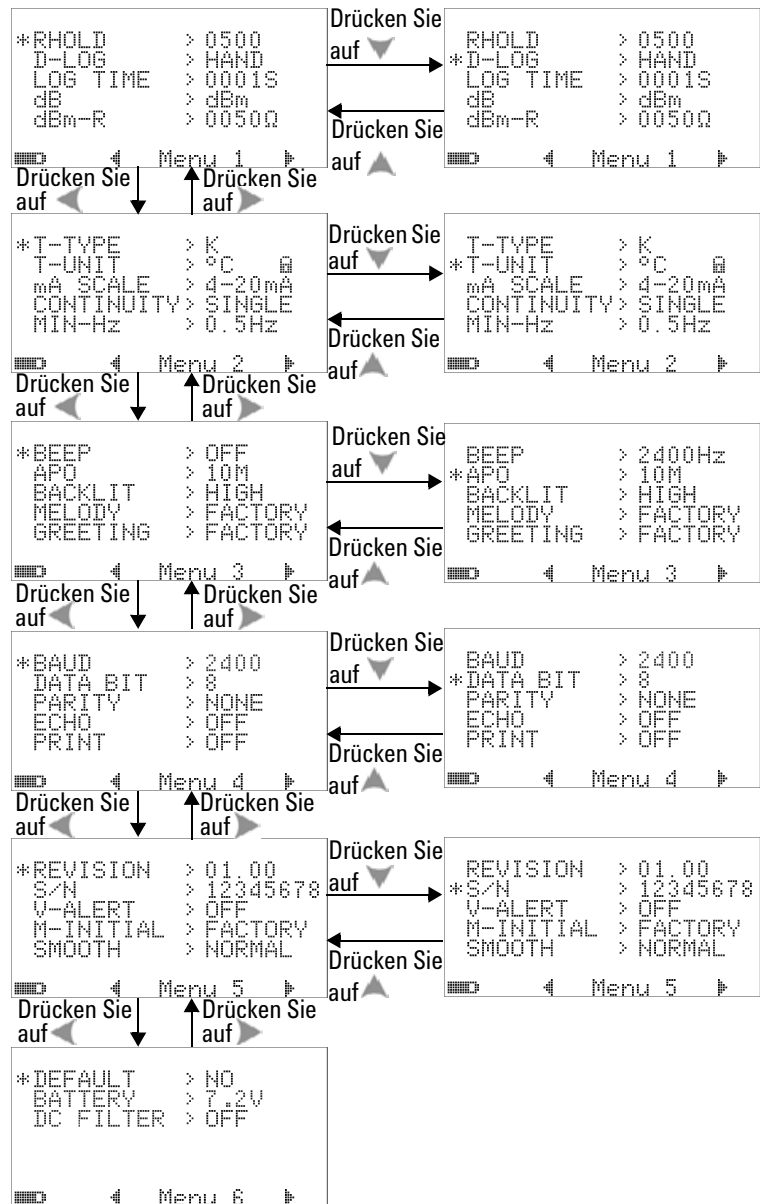 *RHOLD > 0500
D-LOG > HAND
LOG TIME > 0001S
dB > dBm
dBm-R > 0050Ω
Menu 1
Drücken Sie
auf
Drücken Sie
auf
RHOLD > 0500
*D-LOG > HAND
LOG TIME > 0001S
dB > dBm
dBm-R > 0050Ω
Menu 1
Drücken Sie
auf
Drücken Sie
auf
*T-TYPE > K
T-UNIT > °C
mA SCALE > 4-20mA
CONTINUITY > SINGLE
MIN-Hz > 0.5Hz
Menu 2
Drücken Sie
auf
Drücken Sie
auf
T-TYPE > K
*T-UNIT > °C
mA SCALE > 4-20mA
CONTINUITY > SINGLE
MIN-Hz > 0.5Hz
Menu 2
Drücken Sie
auf
Drücken Sie
auf
*BEEP > OFF
APO > 10M
BACKLIT > HIGH
MELODY > FACTORY
GREETING > FACTORY
Menu 3
Drücken Sie
auf
Drücken Sie
auf
BEEP > 2400Hz
*APO > 10M
BACKLIT > HIGH
MELODY > FACTORY
GREETING > FACTORY
Menu 3
Drücken Sie
auf
Drücken Sie
auf
*BAUD > 2400
DATA BIT > 8
PARITY > NONE
ECHO > OFF
PRINT > OFF
Menu 4
Drücken Sie
auf
Drücken Sie
auf
BAUD > 2400
*DATA BIT > 8
PARITY > NONE
ECHO > OFF
PRINT > OFF
Menu 4
Drücken Sie
auf
Drücken Sie
auf
*REVISION > 01.00
S/N > 12345678
V-ALERT > OFF
M-INITIAL > FACTORY
SMOOTH > NORMAL
Menu 5
Drücken Sie
auf
Drücken Sie
auf
REVISION > 01.00
*S/N > 12345678
V-ALERT > OFF
M-INITIAL > FACTORY
SMOOTH > NORMAL
Menu 5
Drücken Sie
auf
Drücken Sie
auf
*DEFAULT > NO
BATTERY > 7.2V
DC FILTER > OFF
Menu 6